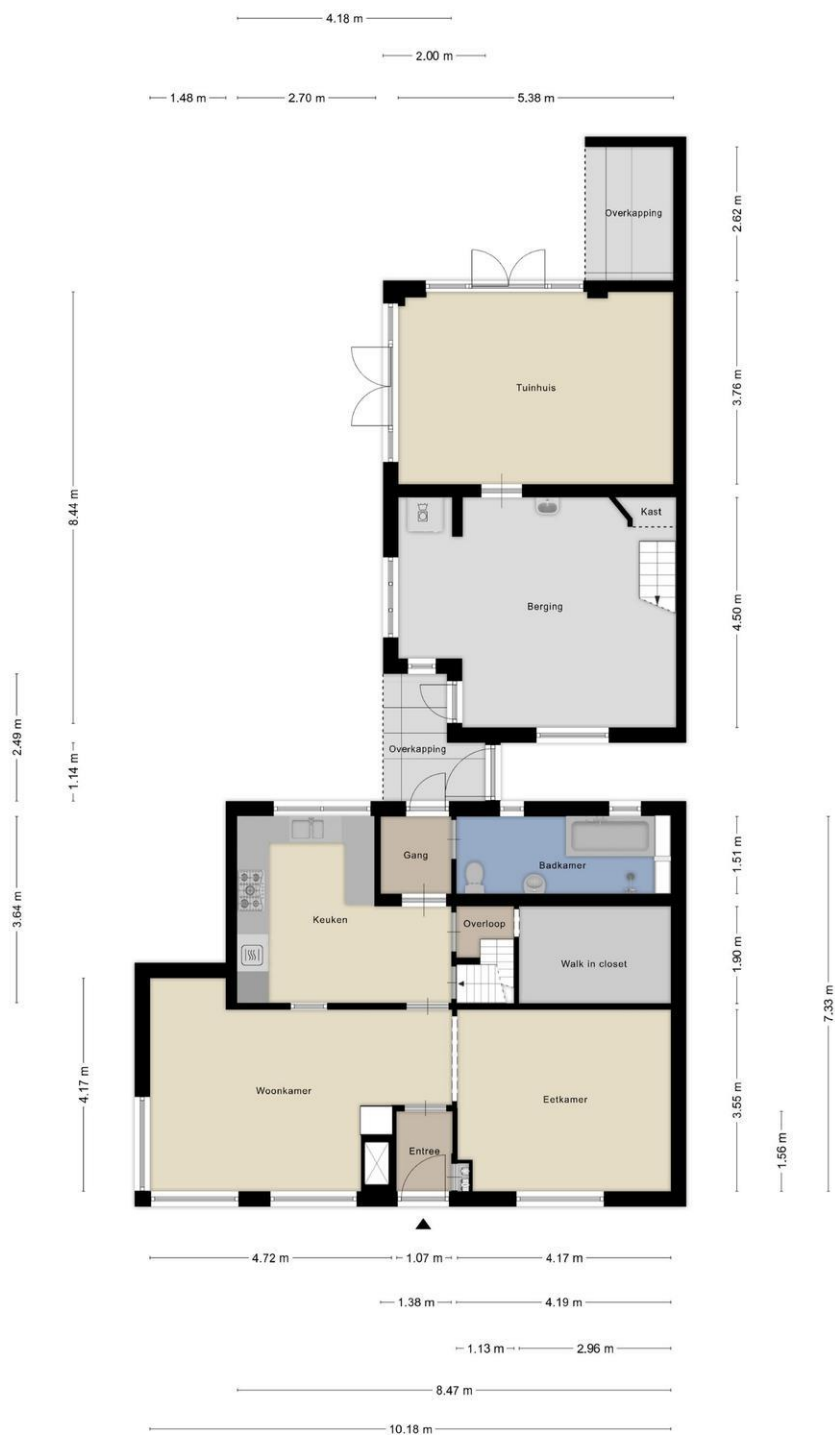 4.18 m
2.00 m
1.48 m
2.70 m
5.38 m
2.62 m
Overkapping
3.76 m
Tuinhuis
8.44 m
Kast
4.50 m
Berging
2.49 m
1.14 m
Overkapping
3.64 m
Gang
Badkamer
1.51 m
Keuken
Overloop
Walk in closet
1.90 m
7.33 m
4.17 m
Woonkamer
Eetkamer
3.55 m
Entree
1.56 m
4.72 m
1.07 m
4.17 m
1.38 m
4.19 m
1.13 m
2.96 m
8.47 m
10.18 m